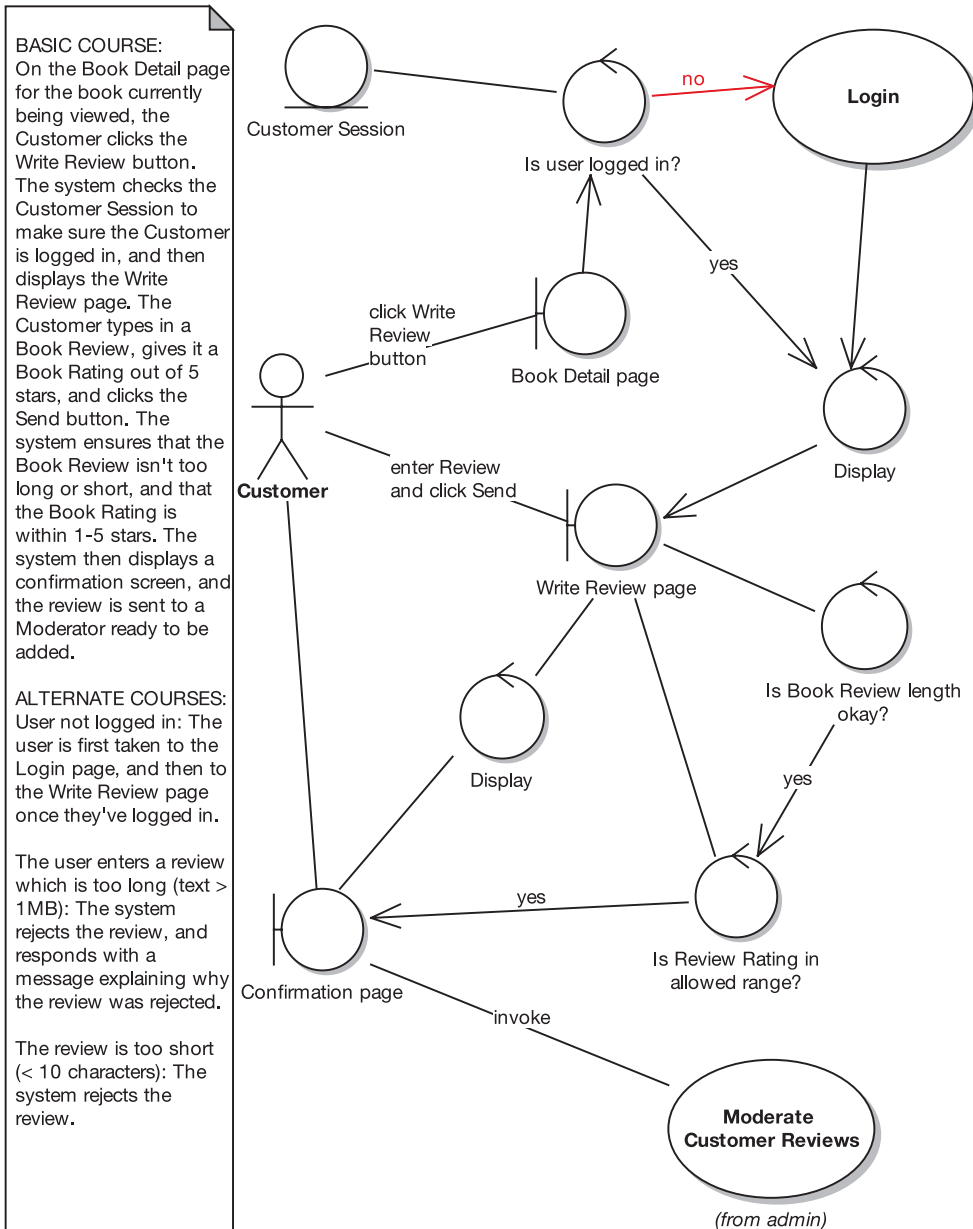 BASIC COURSE:
On the Book Detail page
for the book currently
being viewed, the
Customer clicks the
Write Review button.
The system checks the
Customer Session to
make sure the Customer
is logged in, and then
displays the Write
Review page. The
Customer types in a
Book Review, gives it a
Book Rating out of 5
stars, and clicks the
Send button. The
system ensures that the
Book Review isn't too
long or short, and that
the Book Rating is
within 1-5 stars. The
system then displays a
confirmation screen, and
the review is sent to a
Moderator ready to be
added.
ALTERNATE COURSES:
User not logged in: The
user is first taken to the
Login page, and then to
the Write Review page
once they've logged in.
The user enters a review
which is too long (text >
1MB): The system
rejects the review, and
responds with a
message explaining why
the review was rejected.
The review is too short
(< 10 characters): The
system rejects the
review.
Customer Session
Is user logged in?
no
Login
yes
click Write
Review
button
Book Detail page
Display
Customer
enter Review
and click Send
Write Review page
Is Book Review length
okay?
Display
yes
yes
Is Review Rating in
allowed range?
Confirmation page
invoke
Moderate
Customer Reviews
(from admin)